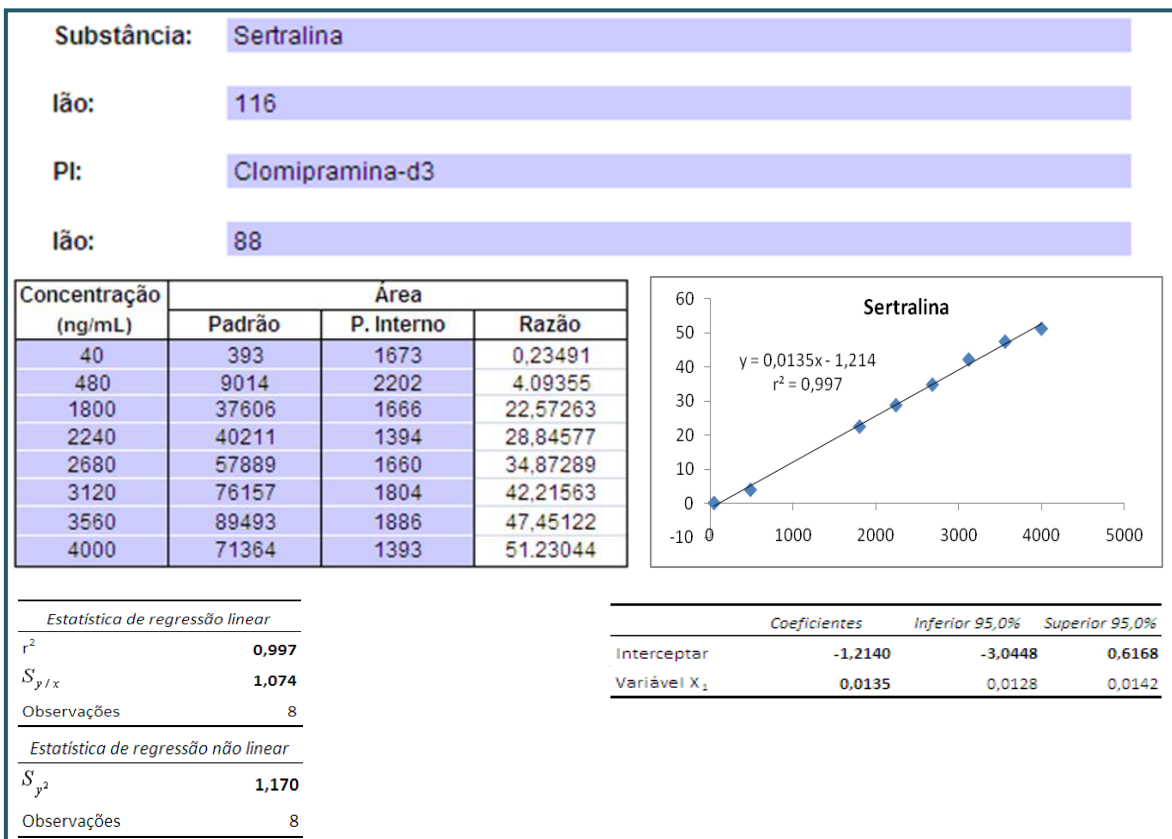 Substância: Sertralina
Ião: 116
PI: Clomipramina-d3
Ião: 88
Concentração Área
(ng/mL) Padrão P. Interno Razão
40 393 1673 0,23491
480 9014 2202 4.09355
1800 37606 1666 22,57263
2240 40211 1394 28,84577
2680 57889 1660 34,87289
3120 76157 1804 42,21563
3560 89493 1886 47,45122
4000 71364 1393 51.23044
Sertralina
y = 0,0135x - 1,214
r² = 0,997
60
50
40
30
20
10
0
-10
0 1000 2000 3000 4000 5000
Estatística de regressão linear
r² 0,997
S y/x 1,074
Observações 8
Estatística de regressão não linear
S y² 1,170
Observações 8
Coeficientes Inferior 95,0% Superior 95,0%
Interceptar -1,2140 -3,0448 0,6168
Variável X₁ 0,0135 0,0128 0,0142